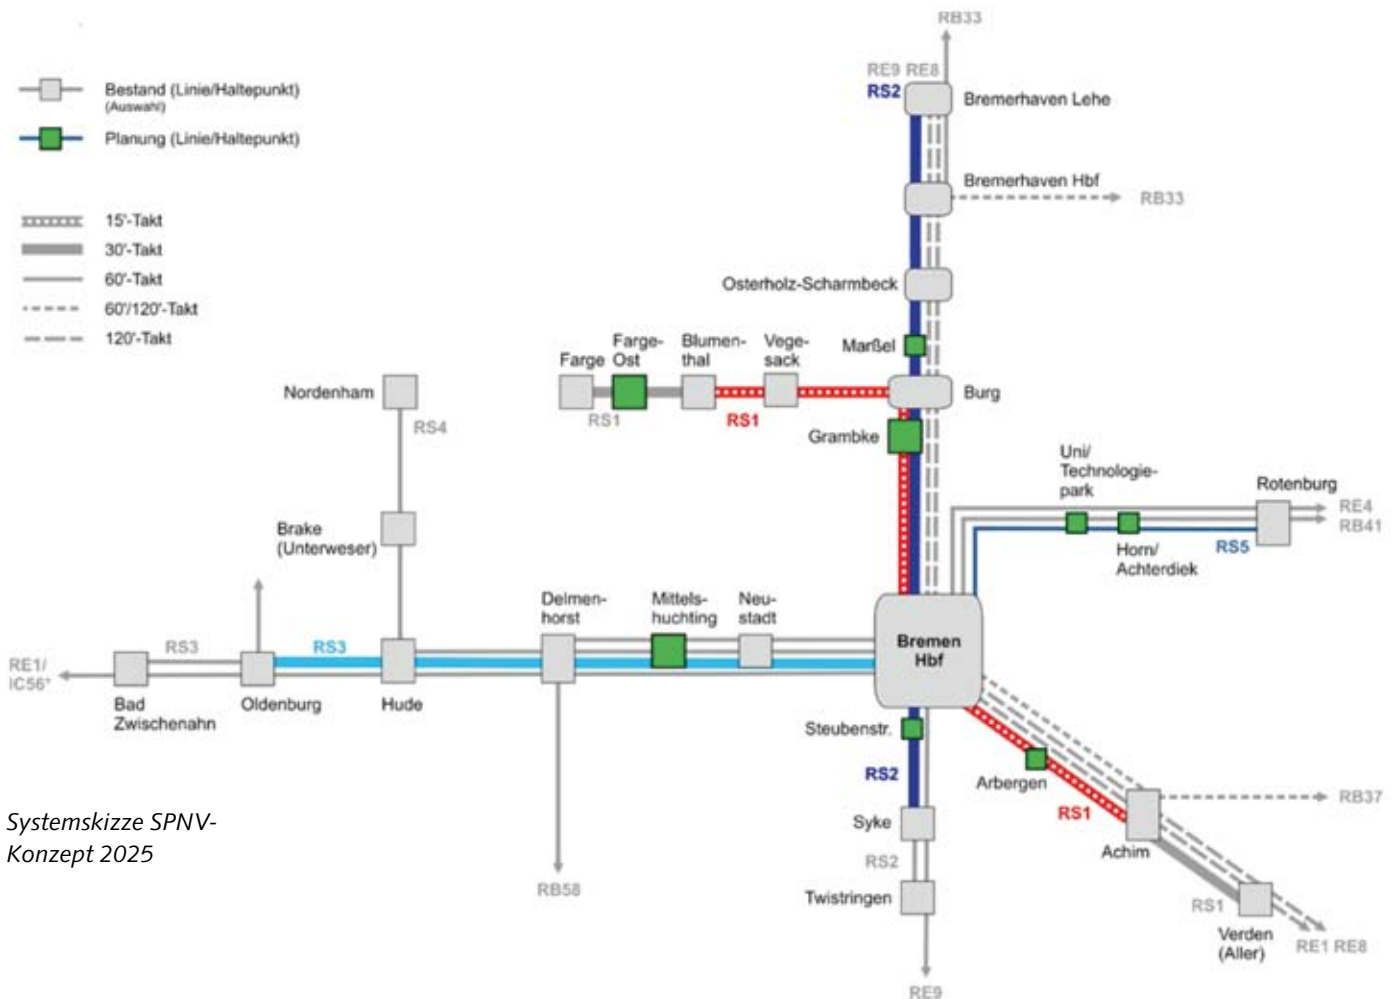 RB33
RE9 RE8
RS2
Bremerhaven Lehe
Bestand (Linie/Haltepunkt)
(Auswahl)
Planung (Linie/Haltepunkt)
Bremerhaven Hbf
RB33
15'-Takt
30'-Takt
60'-Takt
60'/120'-Takt
120'-Takt
Osterholz-Scharmbeck
Marßel
Farge
Farge-
Ost
Blumen-
thal
Vege-
sack
Burg
RS1
RS1
Grambke
Nordenham
RS4
Brake
(Unterweser)
Uni/
Technologie-
park
Rotenburg
RE4
RB41
RS5
Horn/
Achterdiek
Delmen-
horst
Mittels-
huchting
Neu-
stadt
Bremen
Hbf
RS3
RS3
RE1/
IC56*
Bad
Zwischenahn
Oldenburg
Hude
Steubenstr.
RS2
Arbergen
RS1
RB37
Syke
Achim
RS2
Twistringen
RS1
Verden
(Aller)
RE1 RE8
RB58
RE9
Systemskizze SPNV-
Konzept 2025